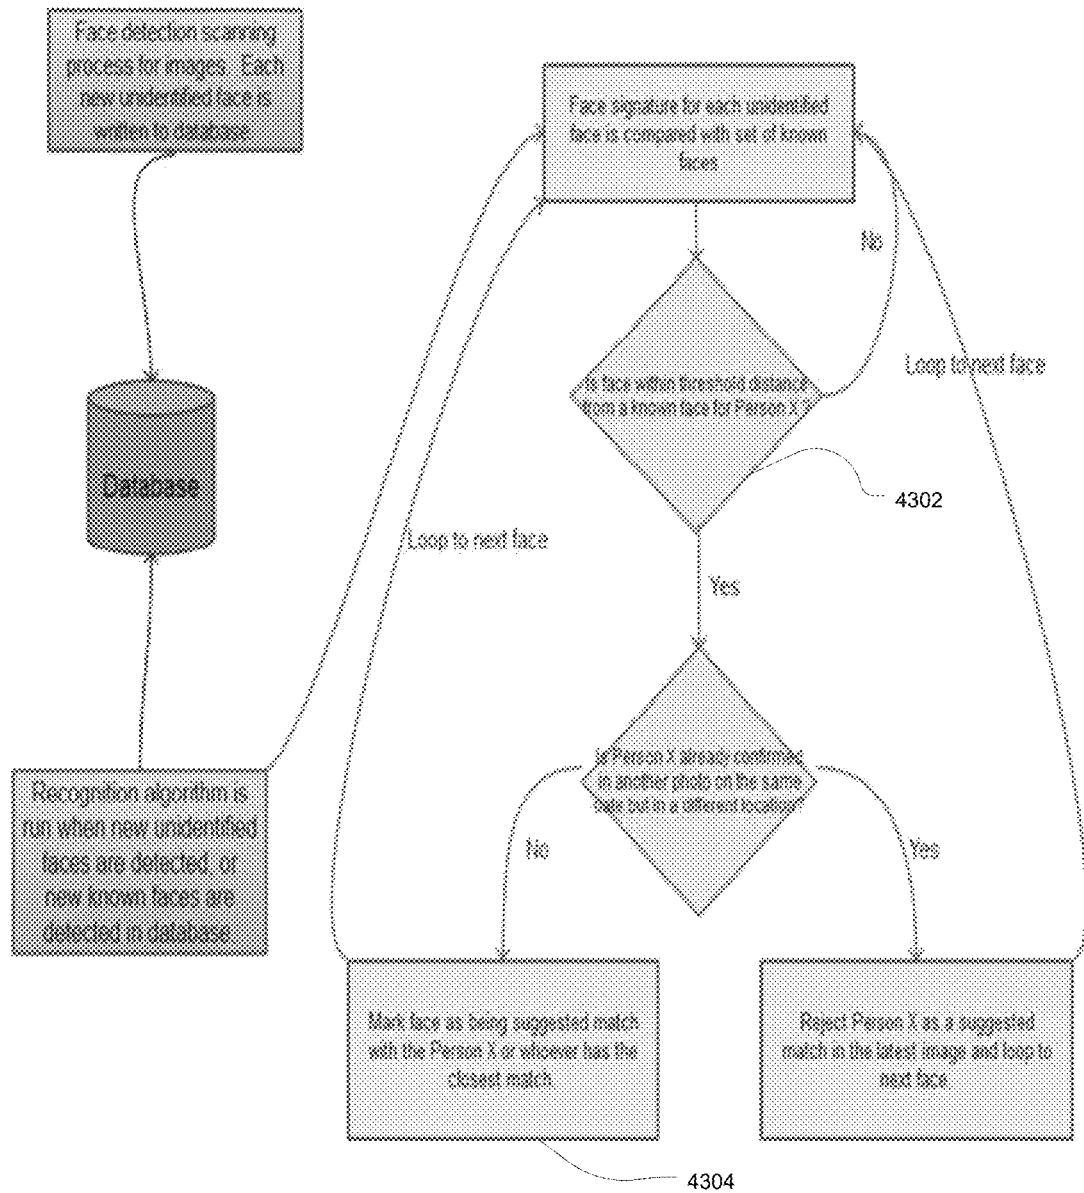 Face detection scanning
process for images. Each
new unidentified face is
written to database
Face signature for each unidentified
face is compared with set of known
faces
No
Loop to next face
Is face within threshold distance
from a known face for Person X ?
4302
Database
Loop to next face
Yes
Is Person X already confirmed
in another photo on the same
date but in a different location?
No
Yes
Recognition algorithm is
run when new unidentified
faces are detected, or
new known faces are
detected in database
Mark face as being suggested match
with the Person X or whoever has the
closest match.
Reject Person X as a suggested
match in the latest image and loop to
next face
4304